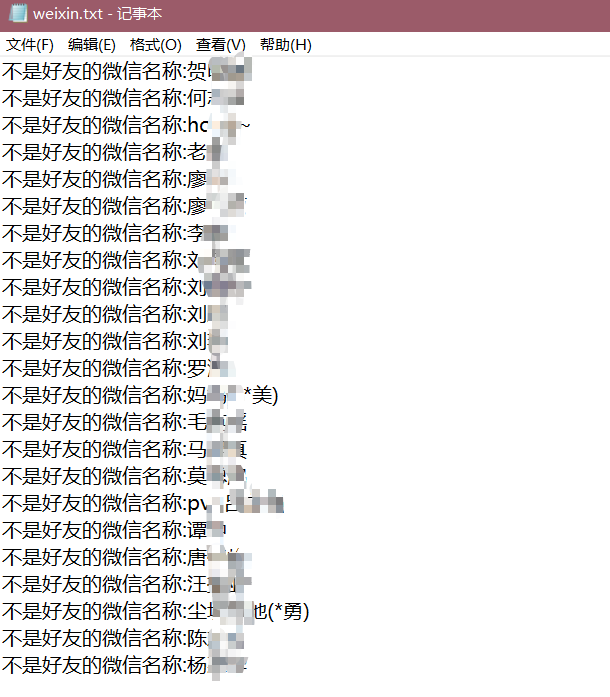 weixin.txt - 记事本
文件(F) 编辑(E) 格式(O) 查看(V) 帮助(H)
不是好友的微信名称:贺
不是好友的微信名称:何
不是好友的微信名称:hc ~
不是好友的微信名称:老
不是好友的微信名称:廖
不是好友的微信名称:廖
不是好友的微信名称:李
不是好友的微信名称:刘
不是好友的微信名称:刘
不是好友的微信名称:刘
不是好友的微信名称:刘
不是好友的微信名称:罗
不是好友的微信名称:妈 *美)
不是好友的微信名称:毛 瑶
不是好友的微信名称:马 真
不是好友的微信名称:莫
不是好友的微信名称:pv
不是好友的微信名称:谭
不是好友的微信名称:唐
不是好友的微信名称:汪
不是好友的微信名称:尘 他(*勇)
不是好友的微信名称:陈
不是好友的微信名称:杨